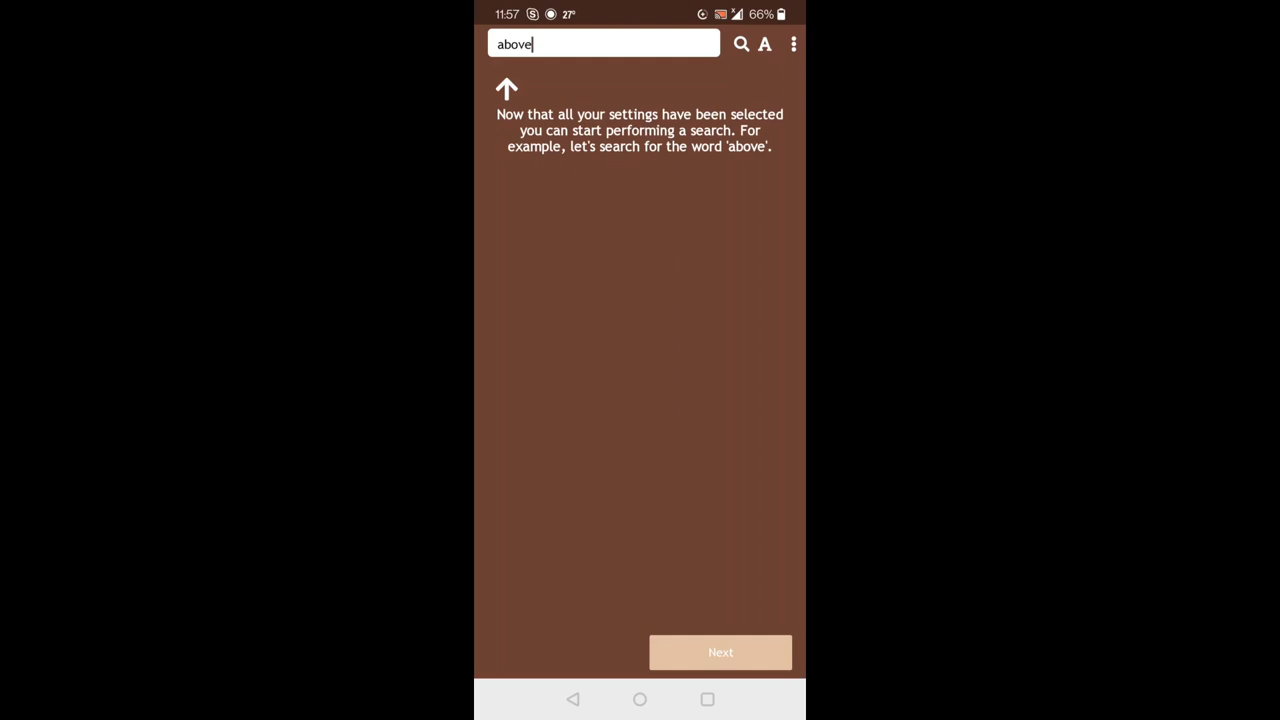 11:57 S 27° 66%
above
A
Now that all your settings have been selected
you can start performing a search. For
example, let's search for the word 'above'.
Next